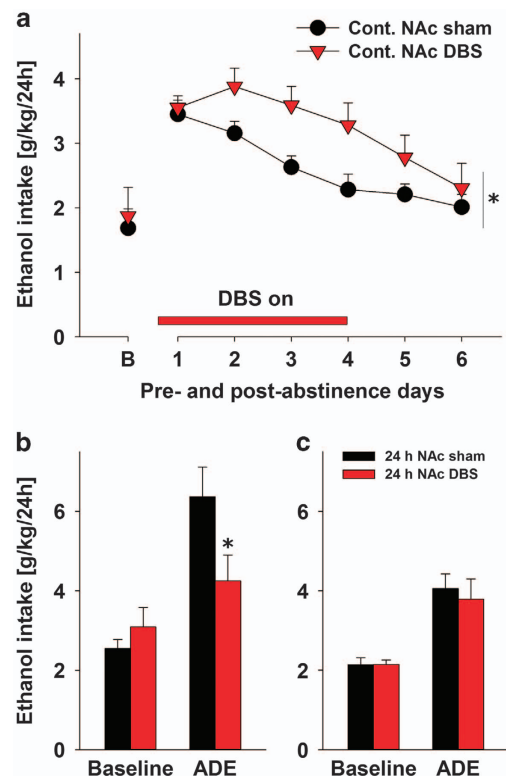 a
Cont. NAc sham
Cont. NAc DBS
Ethanol intake [g/kg/24h]
4
3
2
1
0
*
DBS on
B 1 2 3 4 5 6
Pre- and post-abstinence days
b
c
24 h NAc sham
24 h NAc DBS
Ethanol intake [g/kg/24h]
6
4
2
0
*
Baseline ADE
6
4
2
0
Baseline ADE